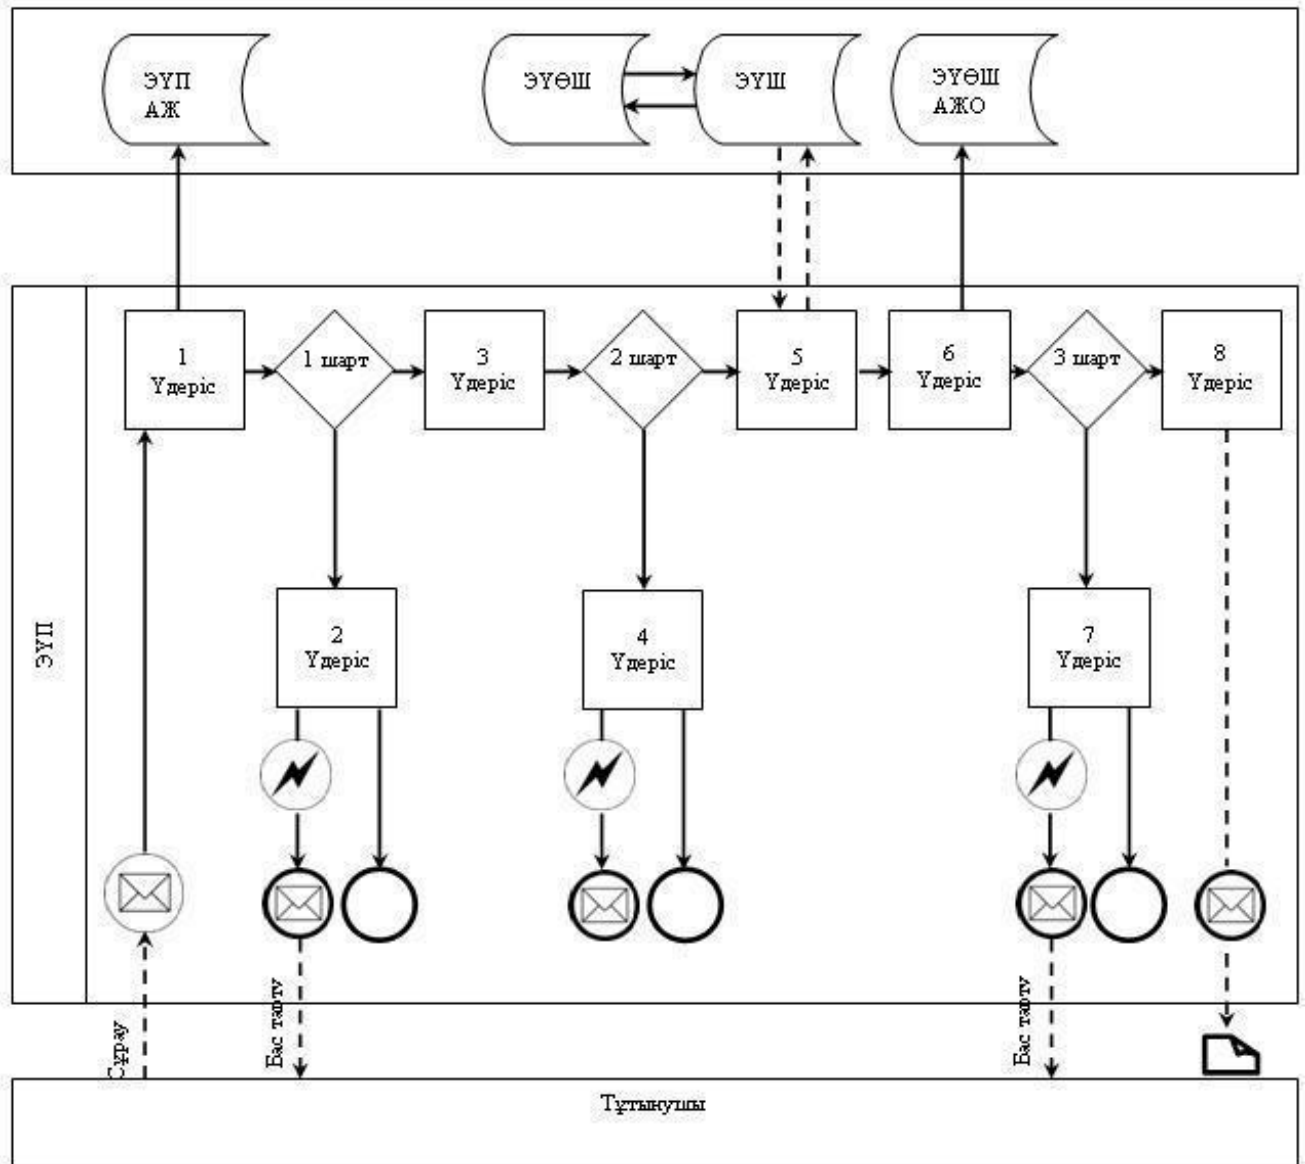 ЭҮП
АЖ
ЭҮӨШ
ЭҮШ
ЭҮӨШ
АЖО
1
Үдеріс
1 шарт
3
Үдеріс
2 шарт
5
Үдеріс
6
Үдеріс
3 шарт
8
Үдеріс
ЭҮП
2
Үдеріс
4
Үдеріс
7
Үдеріс
Сұрау
Бас тарту
Бас тарту
Тұтынушы